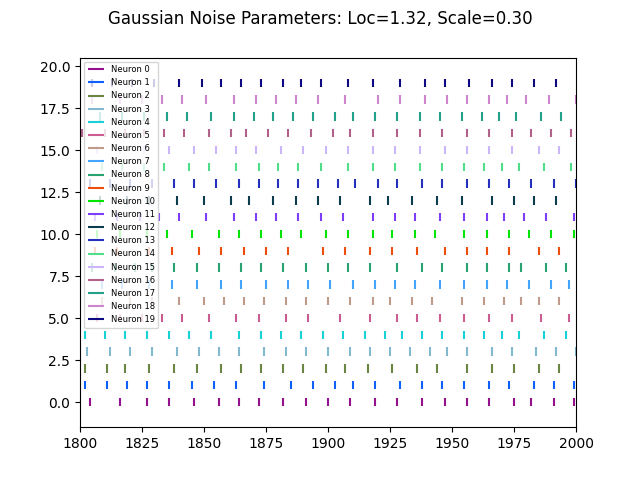 Gaussian Noise Parameters: Loc=1.32, Scale=0.30
20.0
17.5
15.0
12.5
10.0
7.5
5.0
2.5
0.0
Neuron 0
Neuron 1
Neuron 2
Neuron 3
Neuron 4
Neuron 5
Neuron 6
Neuron 7
Neuron 8
Neuron 9
Neuron 10
Neuron 11
Neuron 12
Neuron 13
Neuron 14
Neuron 15
Neuron 16
Neuron 17
Neuron 18
Neuron 19
1800 1825 1850 1875 1900 1925 1950 1975 2000